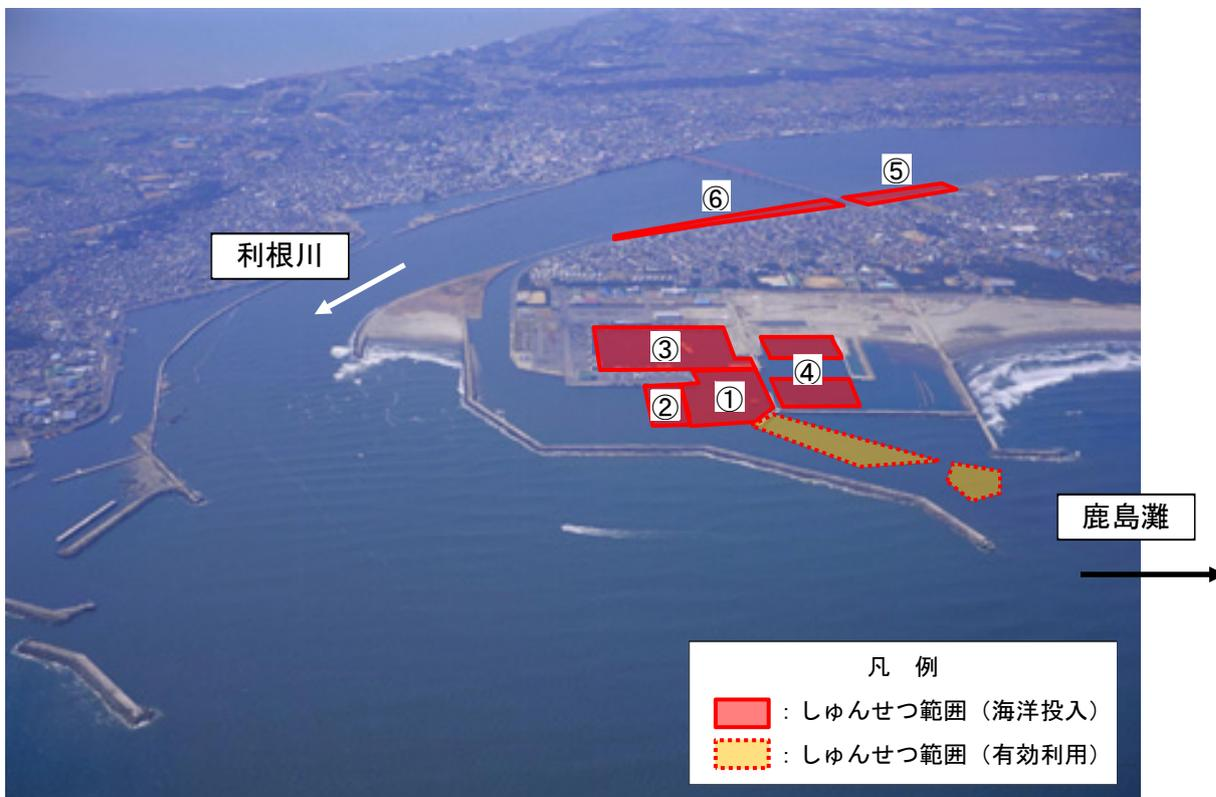 ⑤
⑥
利根川
③
④
②
①
鹿島灘
凡 例
：しゅんせつ範囲（海洋投入）
：しゅんせつ範囲（有効利用）